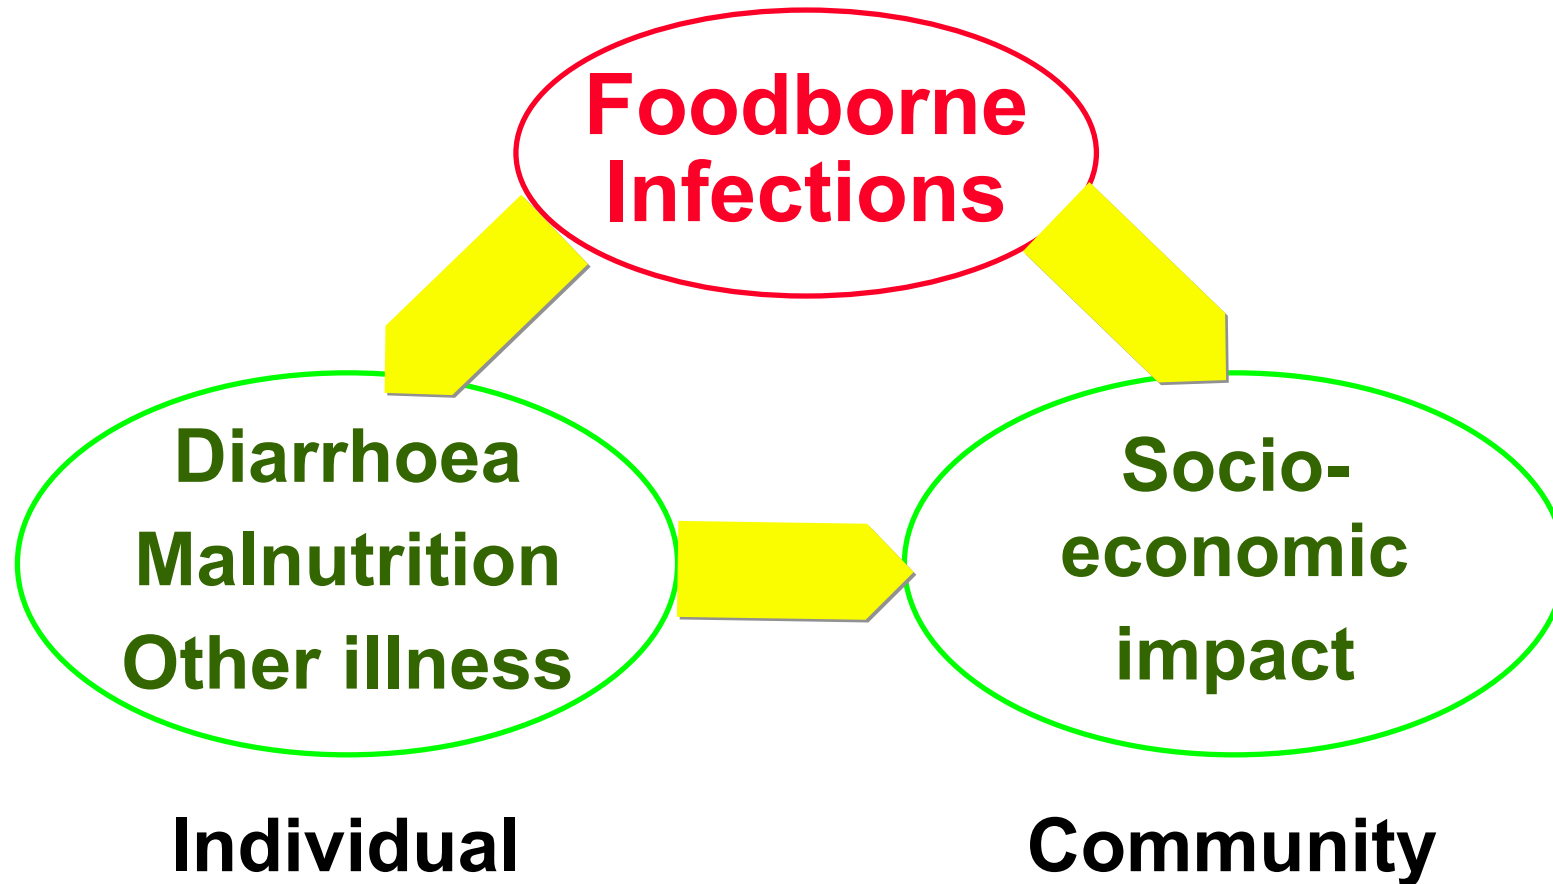 Foodborne
Infections
Diarrhoea
Malnutrition
Other illness
Socio-
economic
impact
Individual
Community